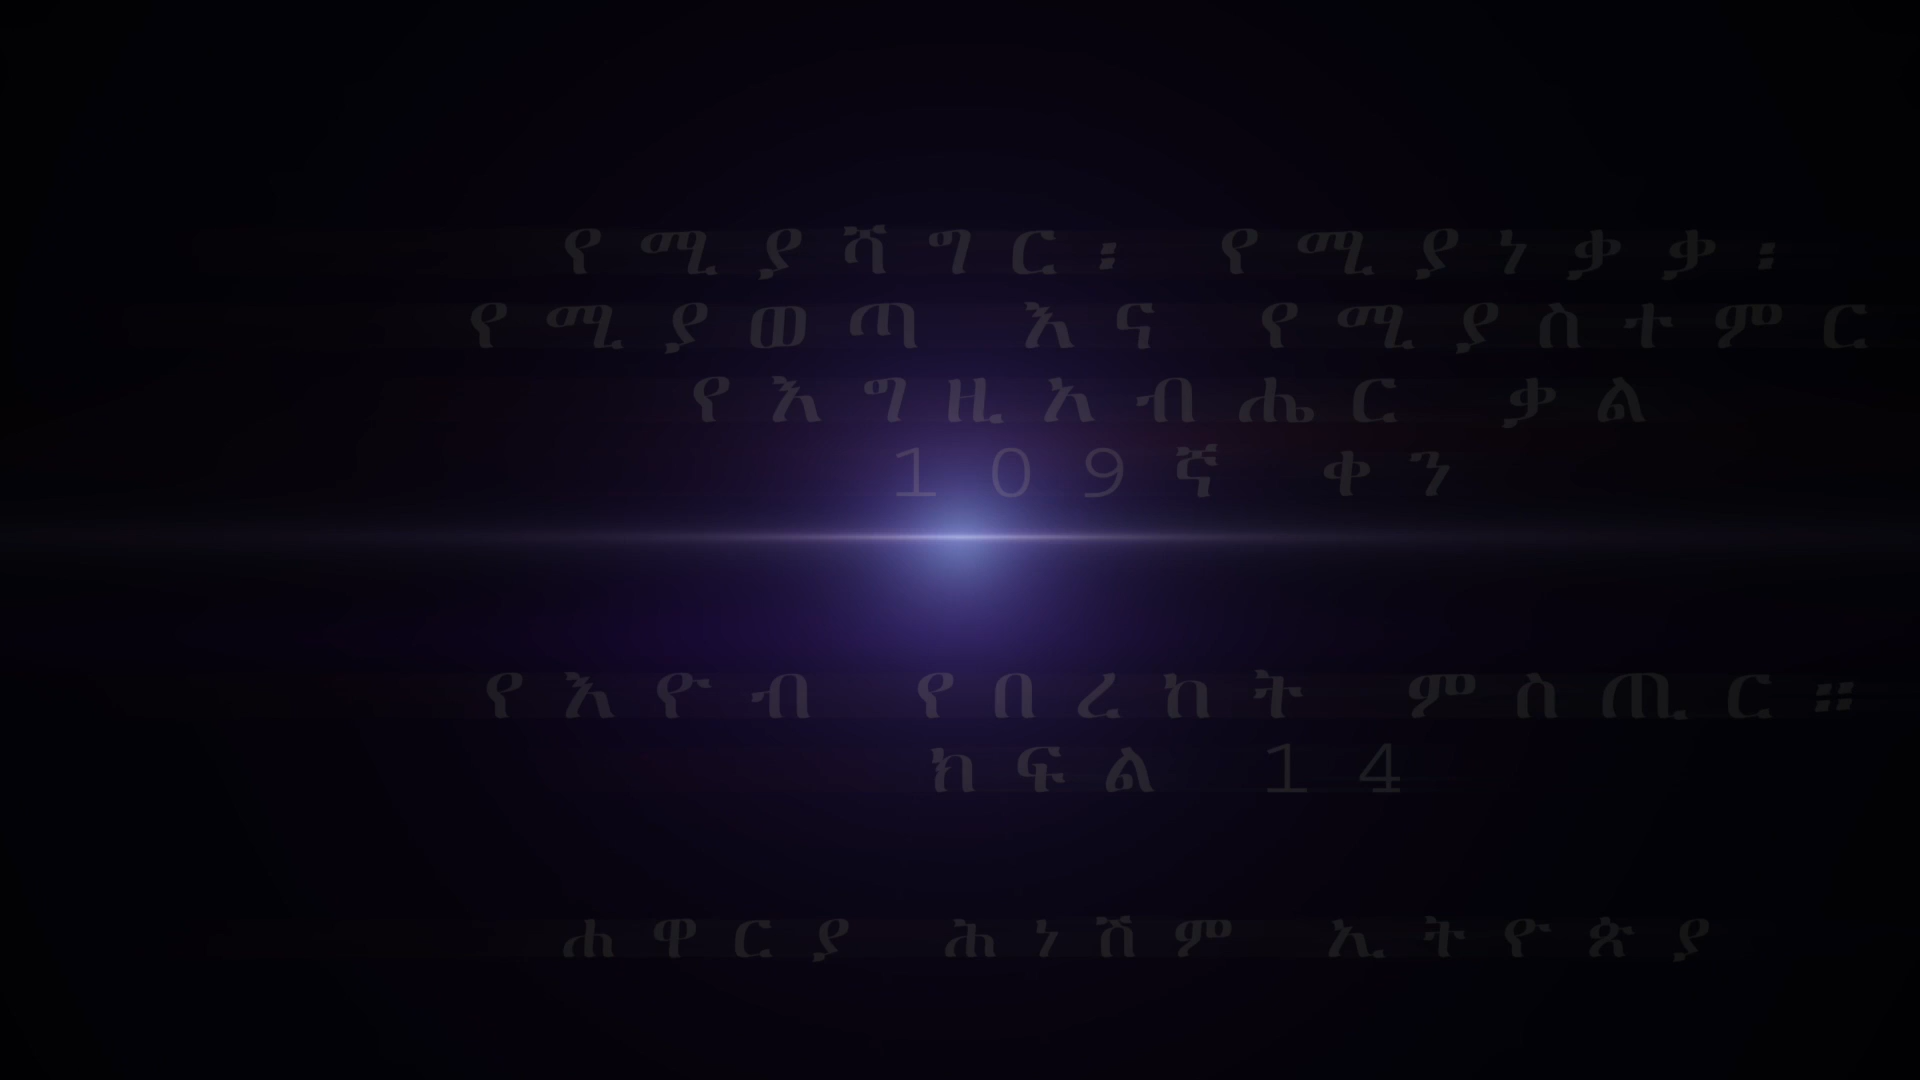 የሚያሻግር፡ የሚያነቃቃ፡
የሚያወጣ እና የሚያስተምር
የእግዚአብሔር ቃል
109ኛ ቀን
የእዮብ የበረከት ምስጢር።
ክፍል 14
ሐዋርያ ሕነሽም ኢትዮጵያ